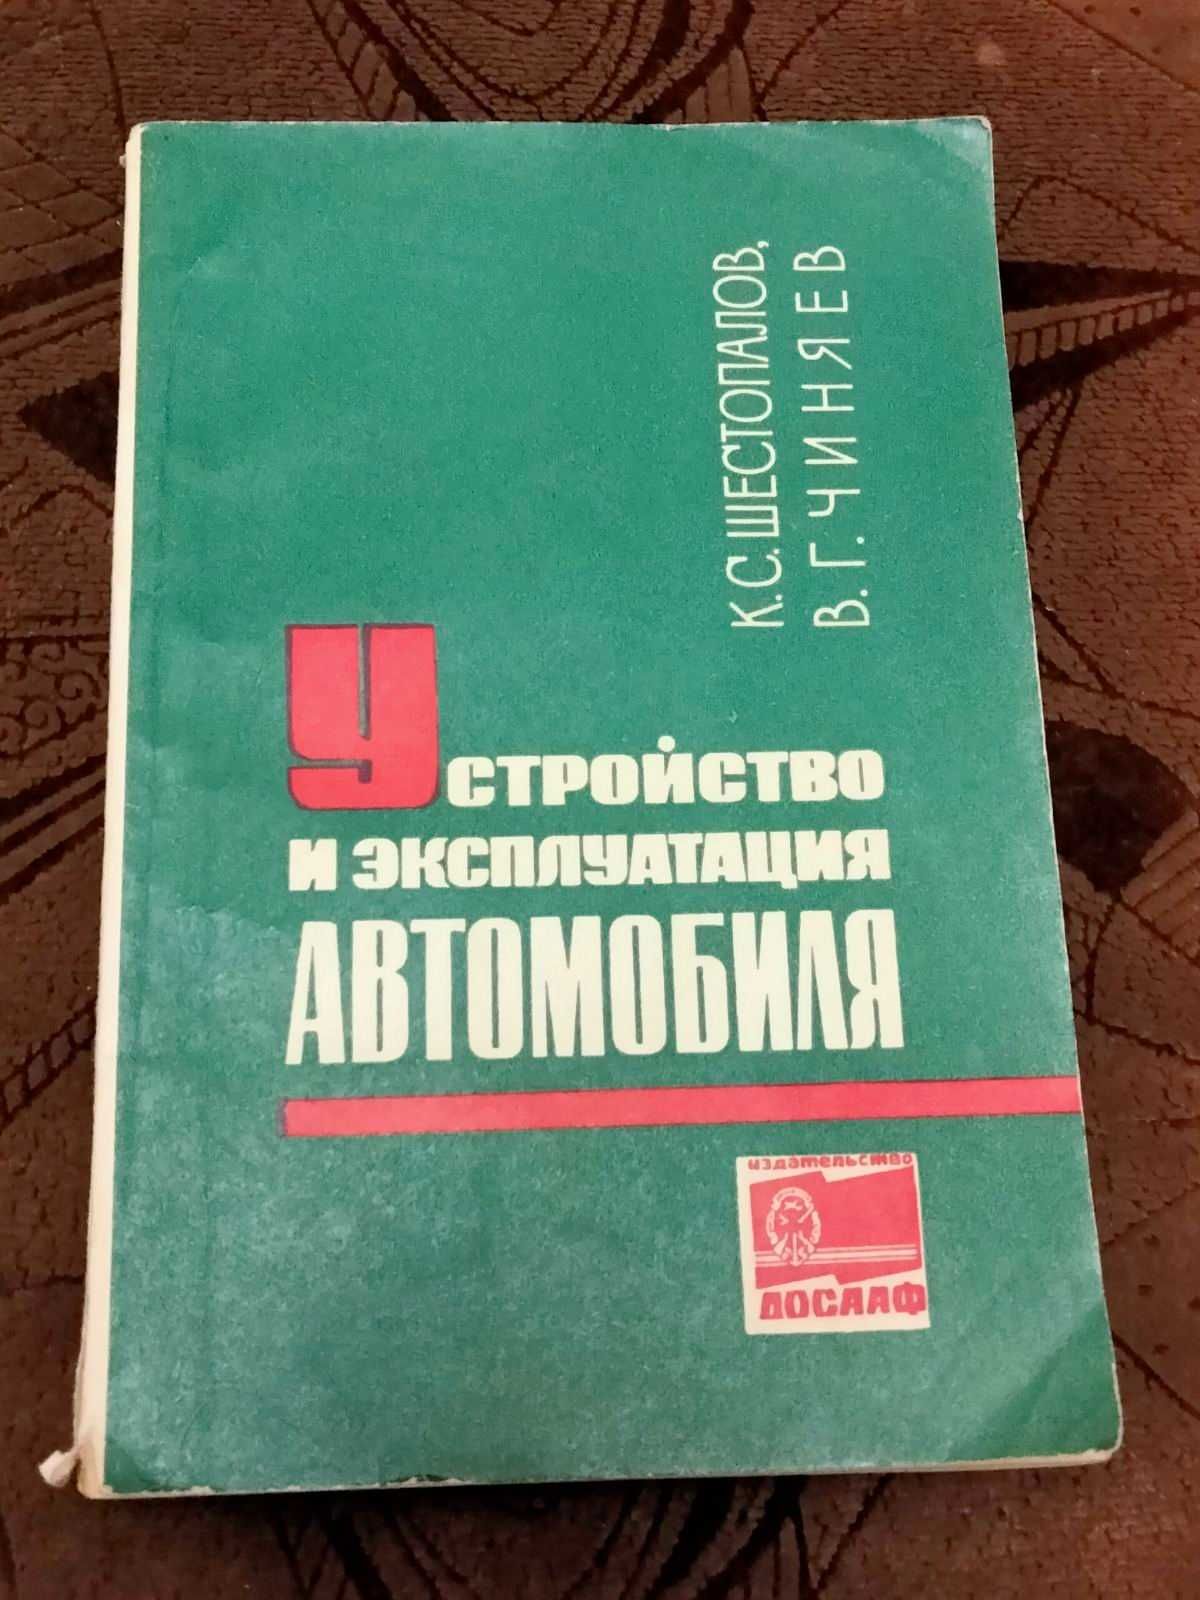 К.С.ШЕСТОПАЛОВ,
В.Г.ЧИНЯЕВ
Устройство
и эксплуатация
АВТОМОБИЛЯ
издательство
ДОСААФ